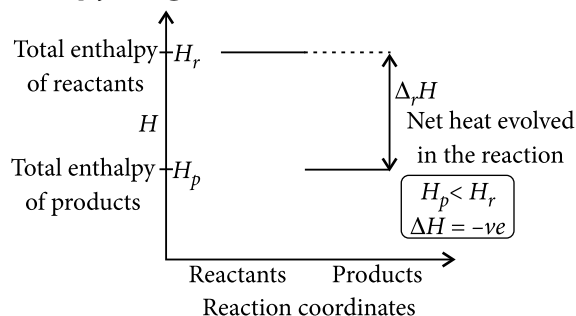 Total enthalpy
of reactants
H_r
H
Δ_rH
Net heat evolved
in the reaction
Total enthalpy
of products
H_p
H_p < H_r
ΔH = –ve
Reactants
Products
Reaction coordinates